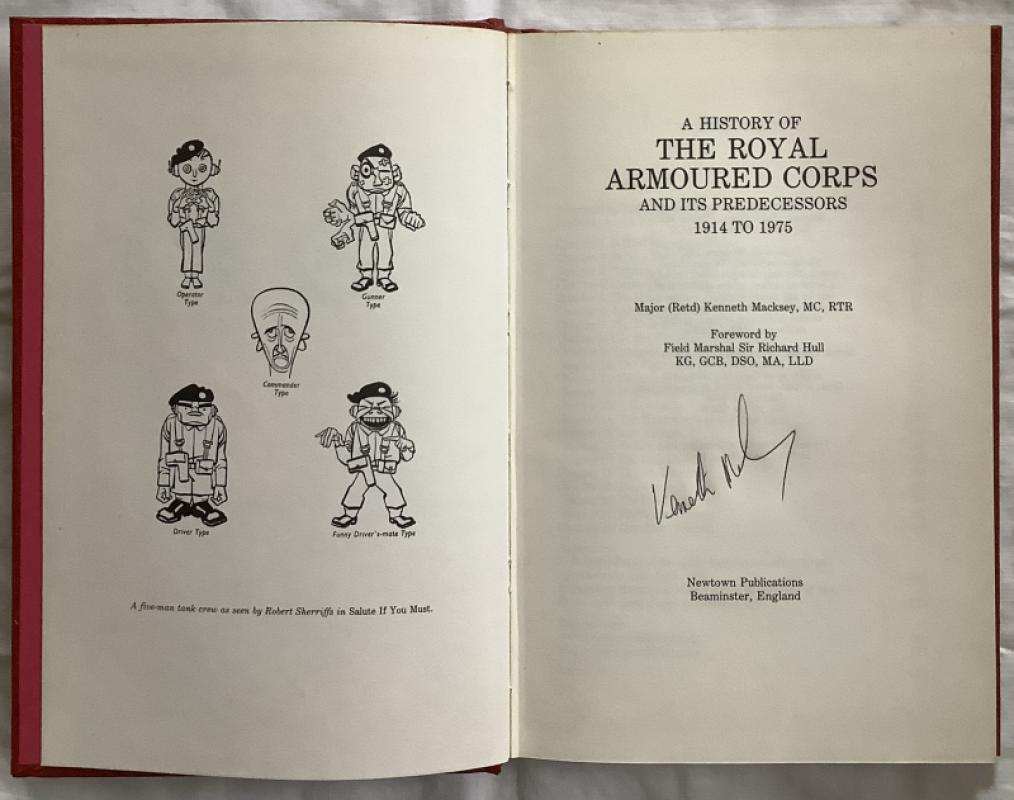 Operator
Type
Gunner
Type
Commander
Type
Driver Type
Funny Driver's-mate Type
A five-man tank crew as seen by Robert Sherriffs in Salute If You Must.
A HISTORY OF
THE ROYAL
ARMOURED CORPS
AND ITS PREDECESSORS
1914 TO 1975
Major (Retd) Kenneth Macksey, MC, RTR
Foreword by
Field Marshal Sir Richard Hull
KG, GCB, DSO, MA, LLD
Kenneth
Newtown Publications
Beaminster, England